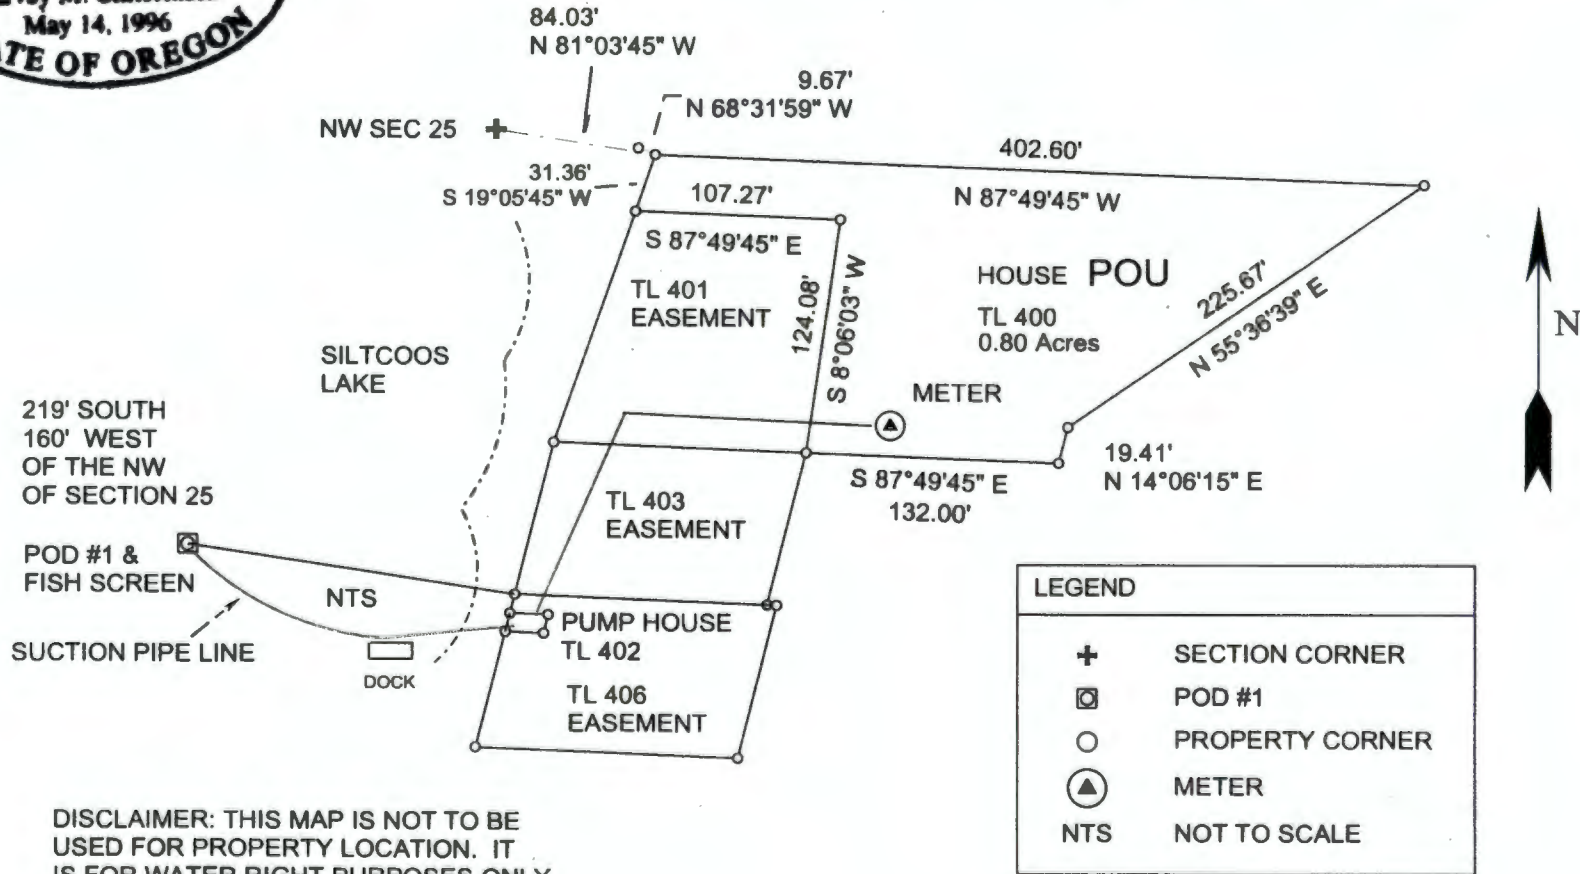 May 14, 1996
OF OREGON
84.03'
N 81°03'45" W
9.67'
N 68°31'59" W
NW SEC 25
402.60'
N 87°49'45" W
31.36'
S 19°05'45" W
107.27'
S 87°49'45" E
TL 401
EASEMENT
124.08'
S 8°06'03" W
HOUSE POU
TL 400
0.80 Acres
225.67'
N 55°36'39" E
N
SILTCOOS
LAKE
METER
219' SOUTH
160' WEST
OF THE NW
OF SECTION 25
19.41'
N 14°06'15" E
S 87°49'45" E
132.00'
TL 403
EASEMENT
POD #1 &
FISH SCREEN
NTS
SUCTION PIPE LINE
DOCK
PUMP HOUSE
TL 402
TL 406
EASEMENT
LEGEND
SECTION CORNER
POD #1
PROPERTY CORNER
METER
NTS NOT TO SCALE
DISCLAIMER: THIS MAP IS NOT TO BE
USED FOR PROPERTY LOCATION. IT
IS FOR WATER RIGHT PURPOSES ONLY